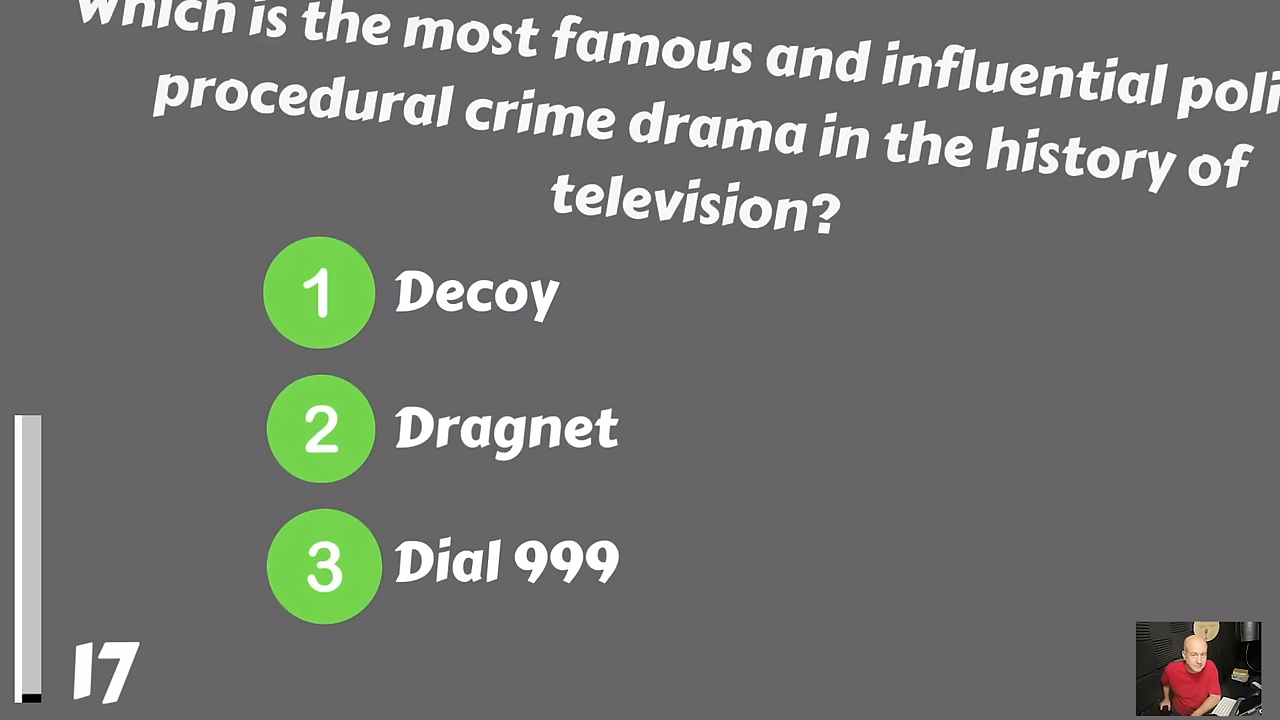 which is the most famous and influential poli
procedural crime drama in the history of
television?
1 Decoy
2 Dragnet
3 Dial 999
17